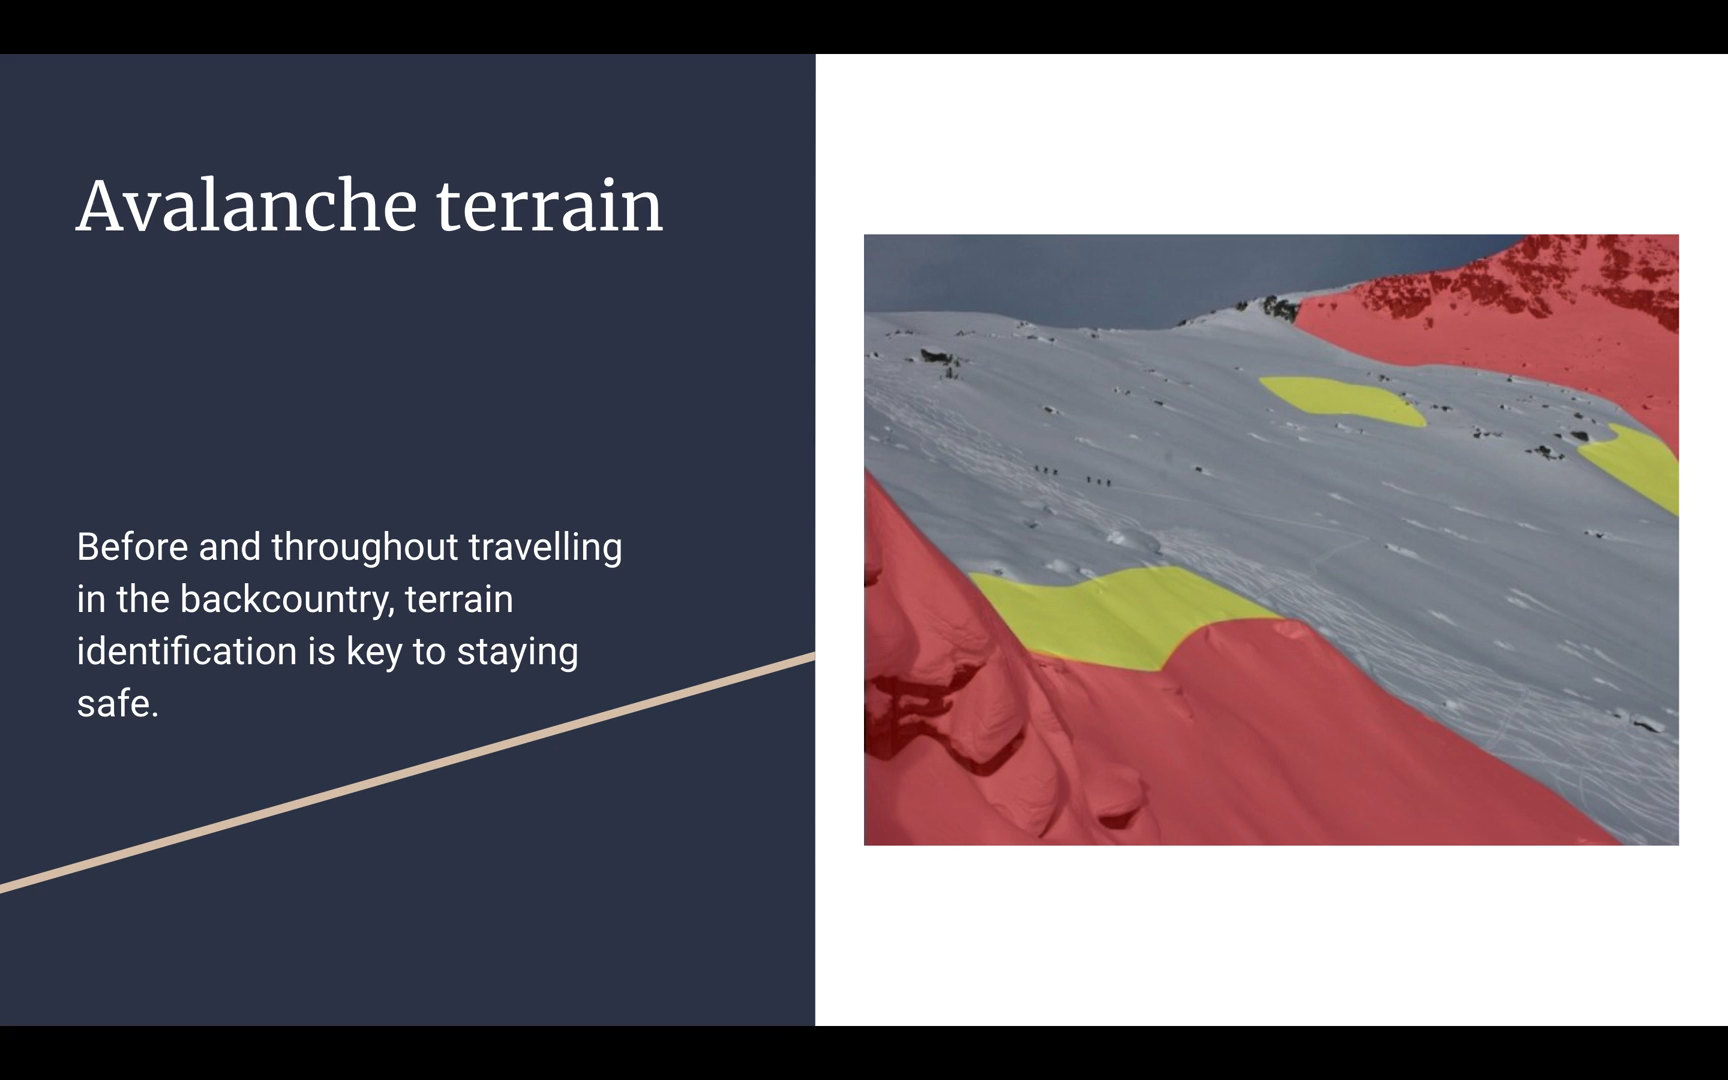 Avalanche terrain
Before and throughout travelling
in the backcountry, terrain
identification is key to staying
safe.